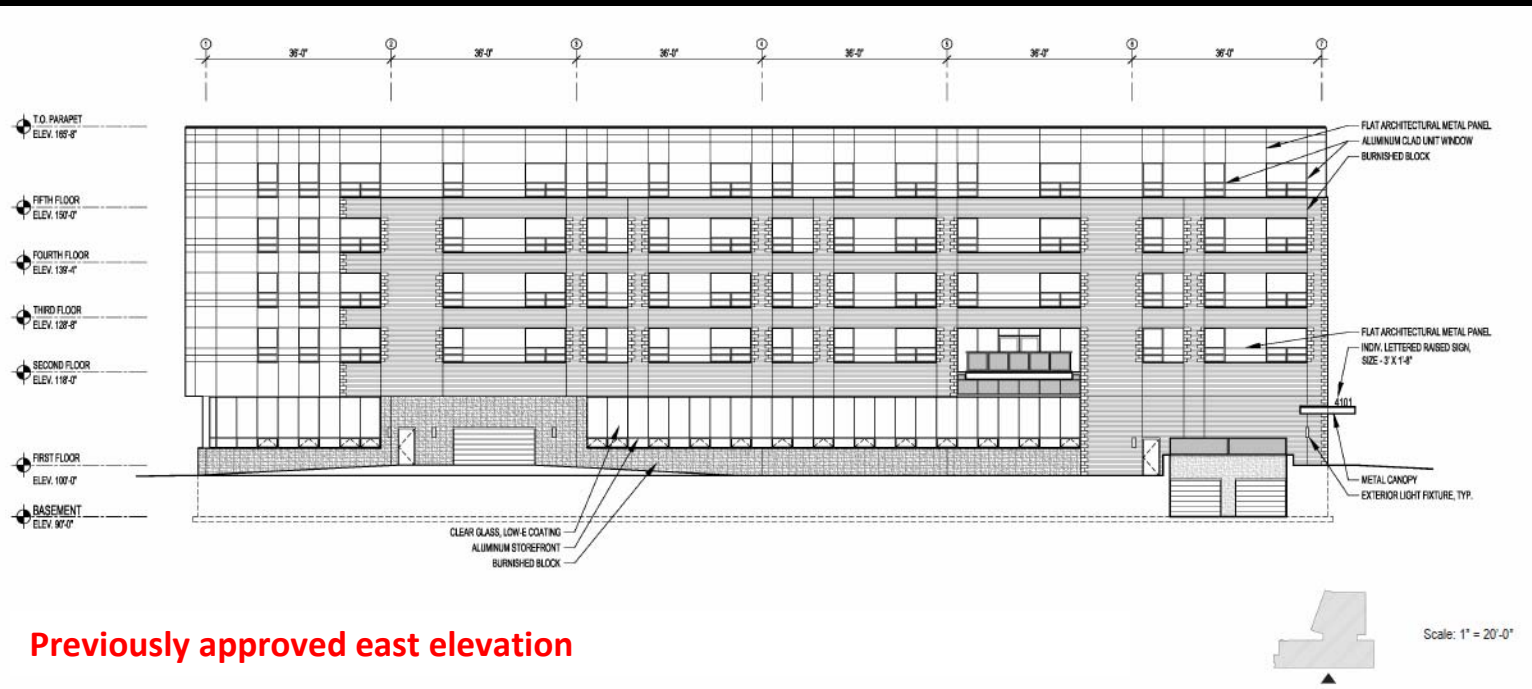 1 2 3 4 5 6 7
36'-0" 36'-0" 36'-0" 36'-0" 36'-0" 36'-0"
T.O. PARAPET
ELEV. 165'-8"
FIFTH FLOOR
ELEV. 150'-0"
FOURTH FLOOR
ELEV. 139'-4"
THIRD FLOOR
ELEV. 128'-8"
SECOND FLOOR
ELEV. 118'-0"
FIRST FLOOR
ELEV. 100'-0"
BASEMENT
ELEV. 90'-0"
FLAT ARCHITECTURAL METAL PANEL
ALUMINUM CLAD UNIT WINDOW
BURNISHED BLOCK
FLAT ARCHITECTURAL METAL PANEL
INDIV. LETTERED RAISED SIGN,
SIZE - 3' X 1'-8"
4101
METAL CANOPY
EXTERIOR LIGHT FIXTURE, TYP.
CLEAR GLASS, LOW-E COATING
ALUMINUM STOREFRONT
BURNISHED BLOCK
Previously approved east elevation
Scale: 1" = 20'-0"